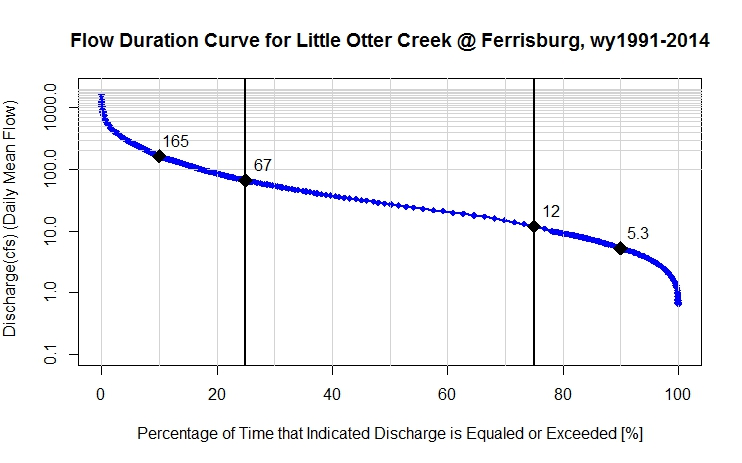 Flow Duration Curve for Little Otter Creek @ Ferrisburg, wy1991-2014
Discharge(cfs) (Daily Mean Flow)
1000.0
100.0
10.0
1.0
0.1
165
67
12
5.3
0 20 40 60 80 100
Percentage of Time that Indicated Discharge is Equaled or Exceeded [%]